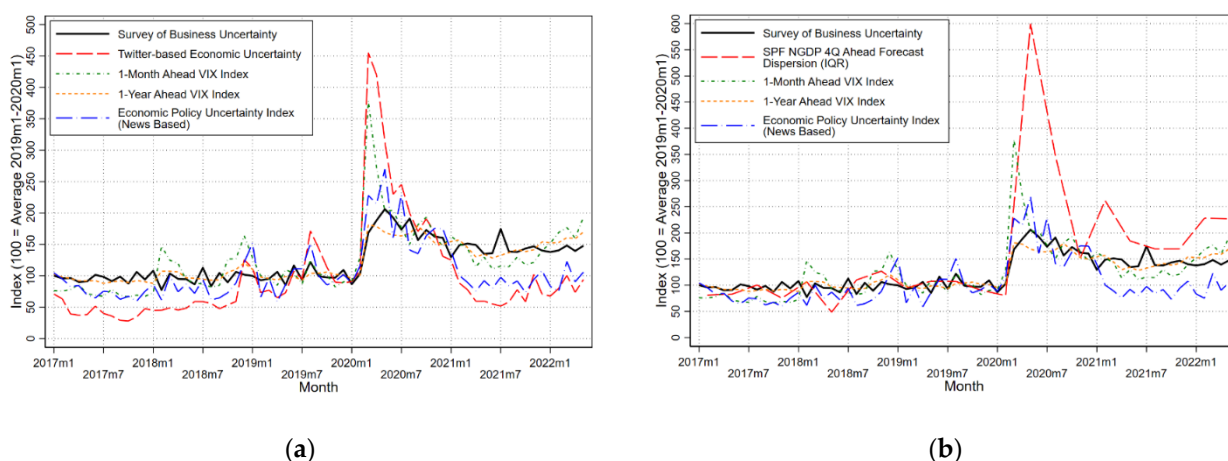 500
450
400
350
300
250
200
150
100
50
0
Index (100 = Average 2019m1-2020m1)
Survey of Business Uncertainty
Twitter-based Economic Uncertainty
1-Month Ahead VIX Index
1-Year Ahead VIX Index
Economic Policy Uncertainty Index
(News Based)
2017m1 2018m1 2019m1 2020m1 2021m1 2022m1
2017m7 2018m7 2019m7 2020m7 2021m7
Month
(a)
600
550
500
450
400
350
300
250
200
150
100
50
0
Index (100 = Average 2019m1-2020m1)
Survey of Business Uncertainty
SPF NGDP 4Q Ahead Forecast
Dispersion (IQR)
1-Month Ahead VIX Index
1-Year Ahead VIX Index
Economic Policy Uncertainty Index
(News Based)
2017m1 2018m1 2019m1 2020m1 2021m1 2022m1
2017m7 2018m7 2019m7 2020m7 2021m7
Month
(b)